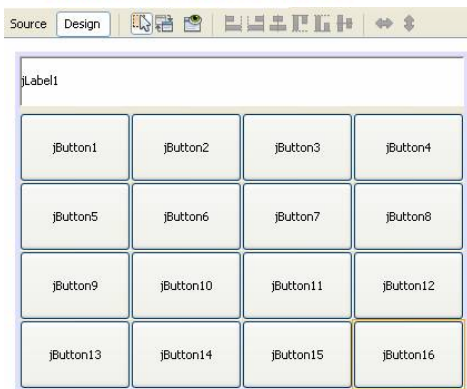 Source Design
jLabel1
jButton1 jButton2 jButton3 jButton4
jButton5 jButton6 jButton7 jButton8
jButton9 jButton10 jButton11 jButton12
jButton13 jButton14 jButton15 jButton16